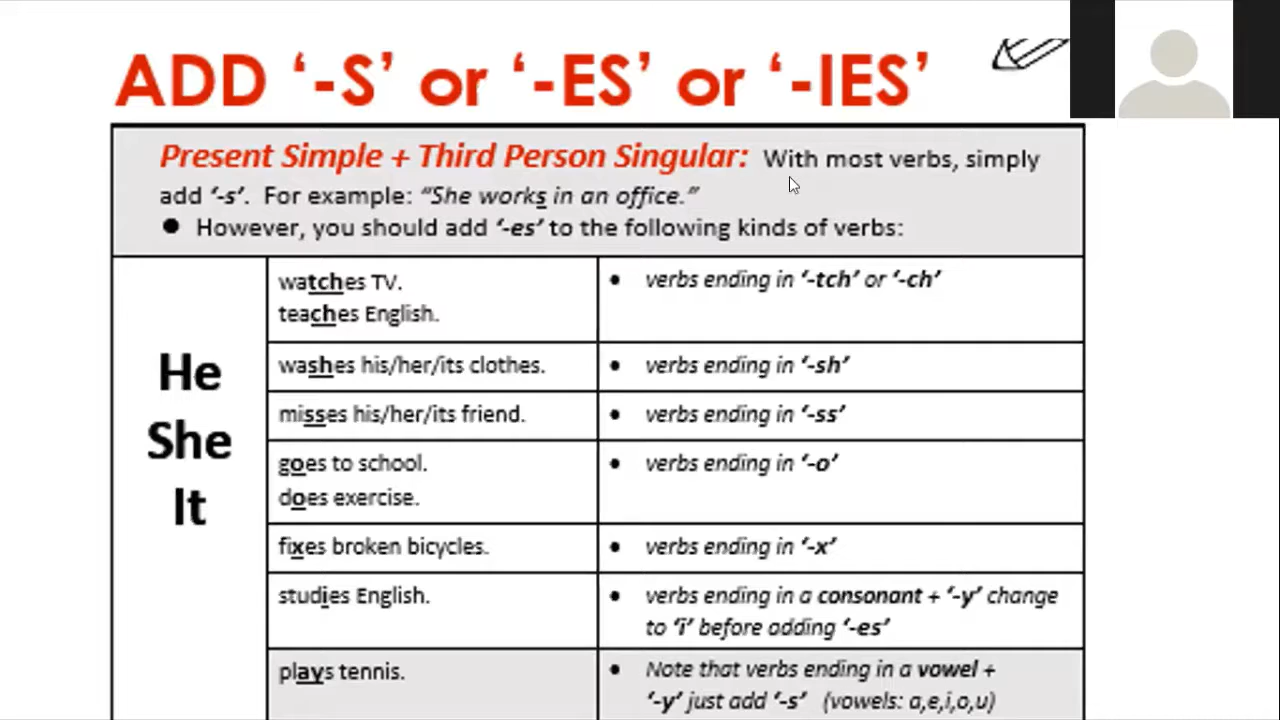 ADD ‘-S’ or ‘-ES’ or ‘-IES’
Present Simple + Third Person Singular: With most verbs, simply
add ‘-s’. For example: “She works in an office.”
● However, you should add ‘-es’ to the following kinds of verbs:
He
She
It
watches TV.
teaches English.
• verbs ending in ‘-tch’ or ‘-ch’
washes his/her/its clothes.
• verbs ending in ‘-sh’
misses his/her/its friend.
• verbs ending in ‘-ss’
goes to school.
does exercise.
• verbs ending in ‘-o’
fixes broken bicycles.
• verbs ending in ‘-x’
studies English.
• verbs ending in a consonant + ‘-y’ change
to ‘i’ before adding ‘-es’
plays tennis.
• Note that verbs ending in a vowel +
‘-y’ just add ‘-s’ (vowels: a,e,i,o,u)